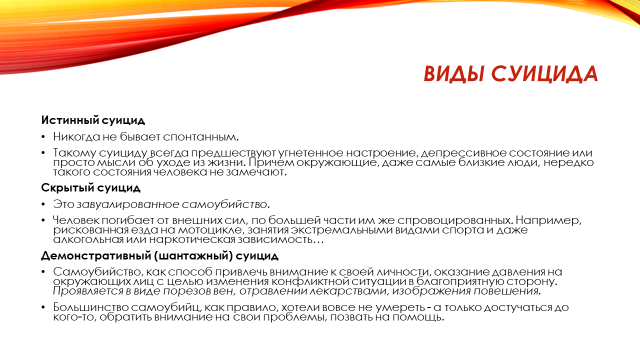 ВИДЫ СУИЦИДА
Истинный суицид
• Никогда не бывает спонтанным.
• Такому суициду всегда предшествуют угнетенное настроение, депрессивное состояние или
просто мысли об уходе из жизни. Причем окружающие, даже самые близкие люди, нередко
такого состояния человека не замечают.
Скрытый суицид
• Это завуалированное самоубийство.
• Человек погибает от внешних сил, по большей части им же спровоцированных. Например,
рискованная езда на мотоцикле, занятия экстремальными видами спорта и даже
алкогольная или наркотическая зависимость…
Демонстративный (шантажный) суицид
• Самоубийство, как способ привлечь внимание к своей личности, оказание давления на
окружающих лиц с целью изменения конфликтной ситуации в благоприятную сторону.
Проявляется в виде порезов вен, отравлении лекарствами, изображения повешения.
• Большинство самоубийц, как правило, хотели вовсе не умереть - а только достучаться до
кого-то, обратить внимание на свои проблемы, позвать на помощь.